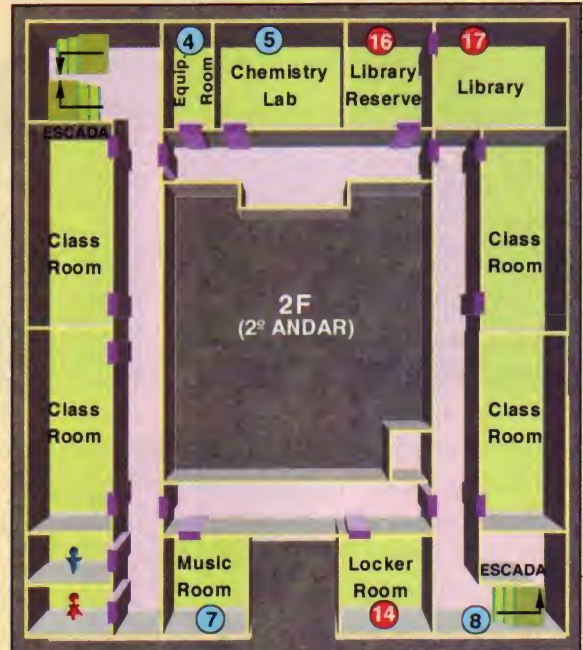 4
5
16
17
Equip.
Room
Chemistry
Lab
Library
Reserve
Library
ESCADA
Class
Room
Class
Room
2F
(2º ANDAR)
Class
Room
Class
Room
Music
Room
Locker
Room
ESCADA
7
14
8